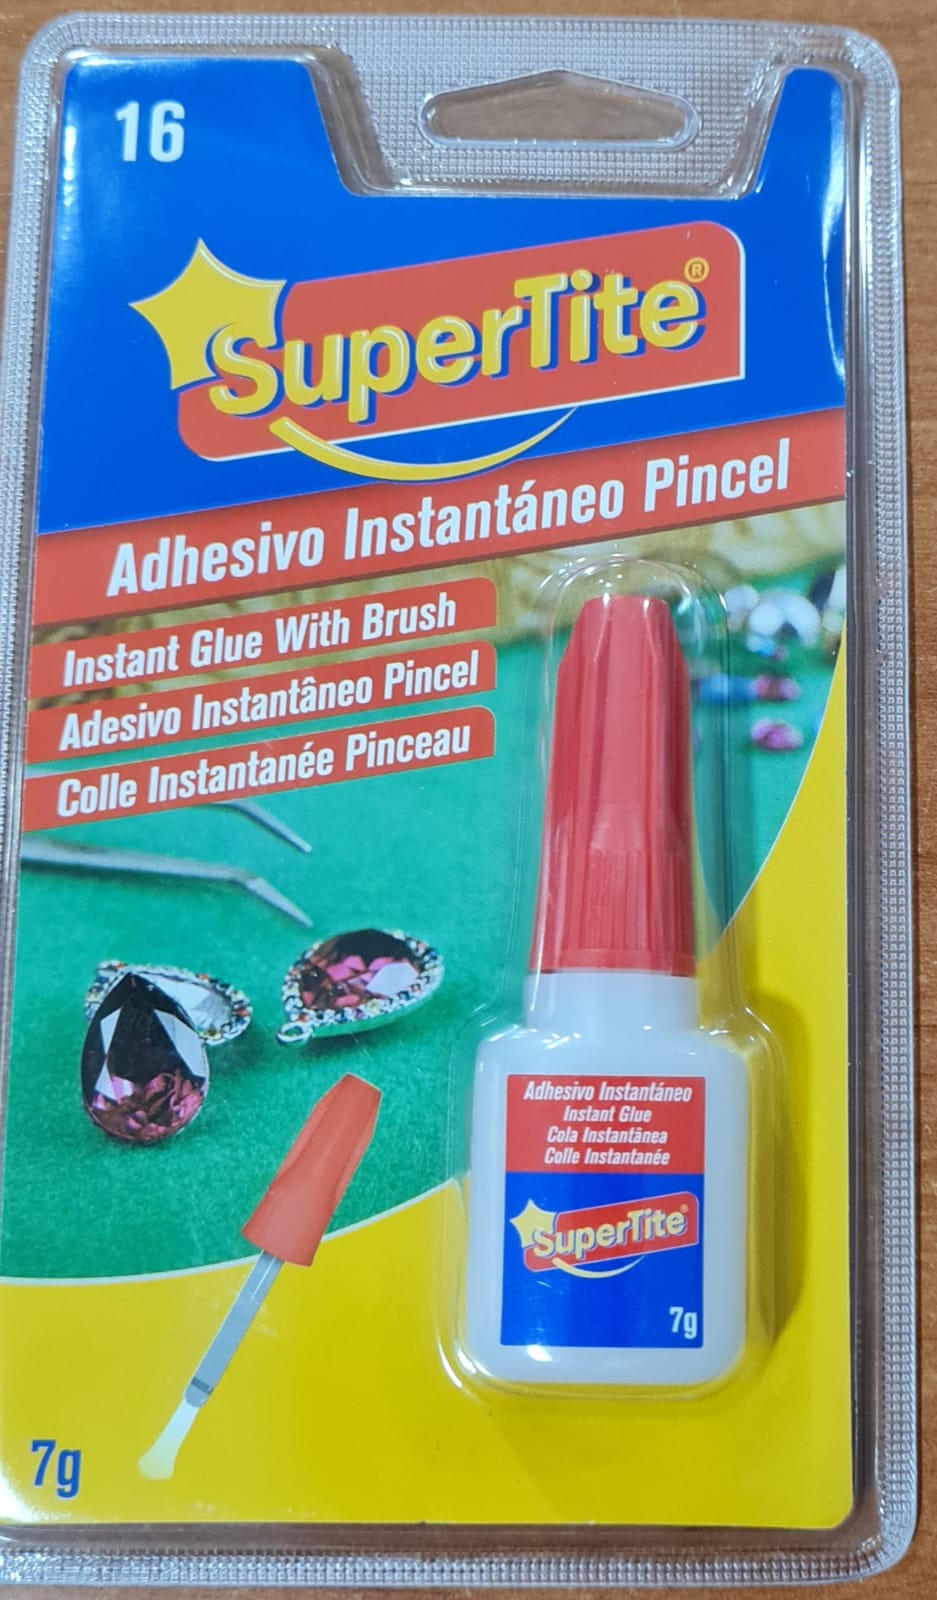 16
SuperTite®
Adhesivo Instantáneo Pincel
Instant Glue With Brush
Adesivo Instantâneo Pincel
Colle Instantanée Pinceau
Adhesivo Instantáneo
Instant Glue
Cola Instantânea
Colle Instantanée
SuperTite®
7g
7g